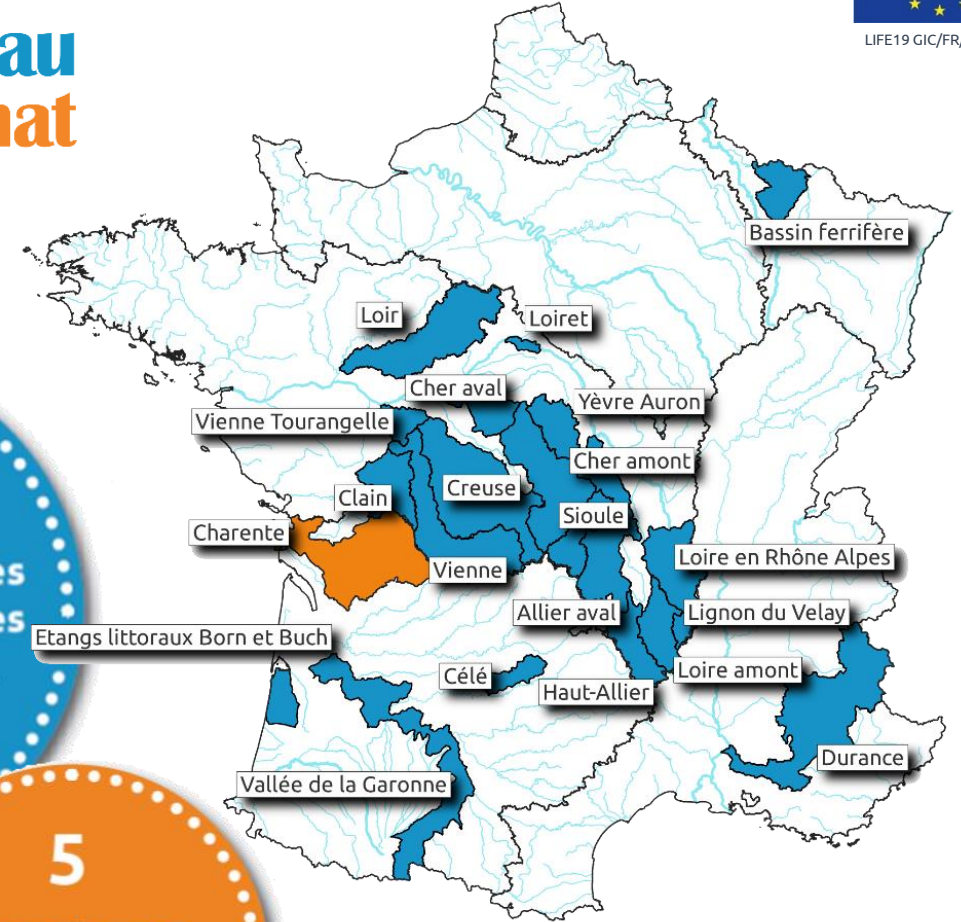 au
nat
LIFE19 GIC/FR/
Bassin ferrifère
Loir
Loiret
Cher aval
Yèvre Auron
Vienne Tourangelle
Cher amont
Creuse
Clain
Sioule
Charente
Loire en Rhône Alpes
Vienne
es
es
Allier aval
Lignon du Velay
Etangs littoraux Born et Buch
Célé
Loire amont
Haut-Allier
Durance
Vallée de la Garonne
5